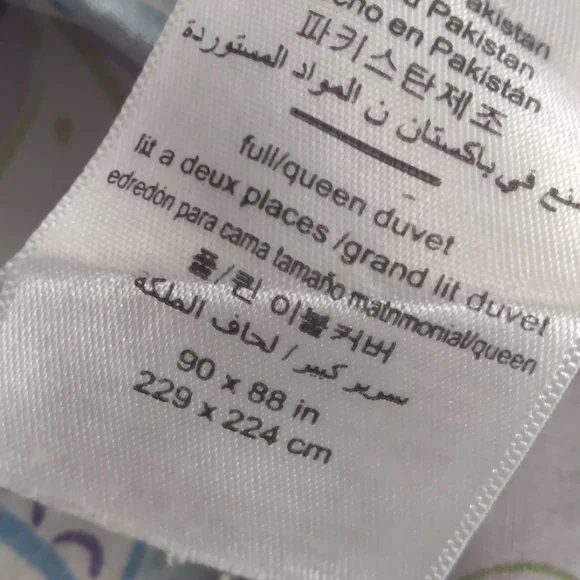 akistan
Pakistan
cho en Pakistán
파키스탄제조
في باكستان ن المواد المستوردة
full/queen duvet
lit a deux places /grand lit duvet
edredón para cama tamaño matrimonial/queen
풀/퀸 이불커버
سرير كبير / لحاف الملكة
90 x 88 in
229 x 224 cm